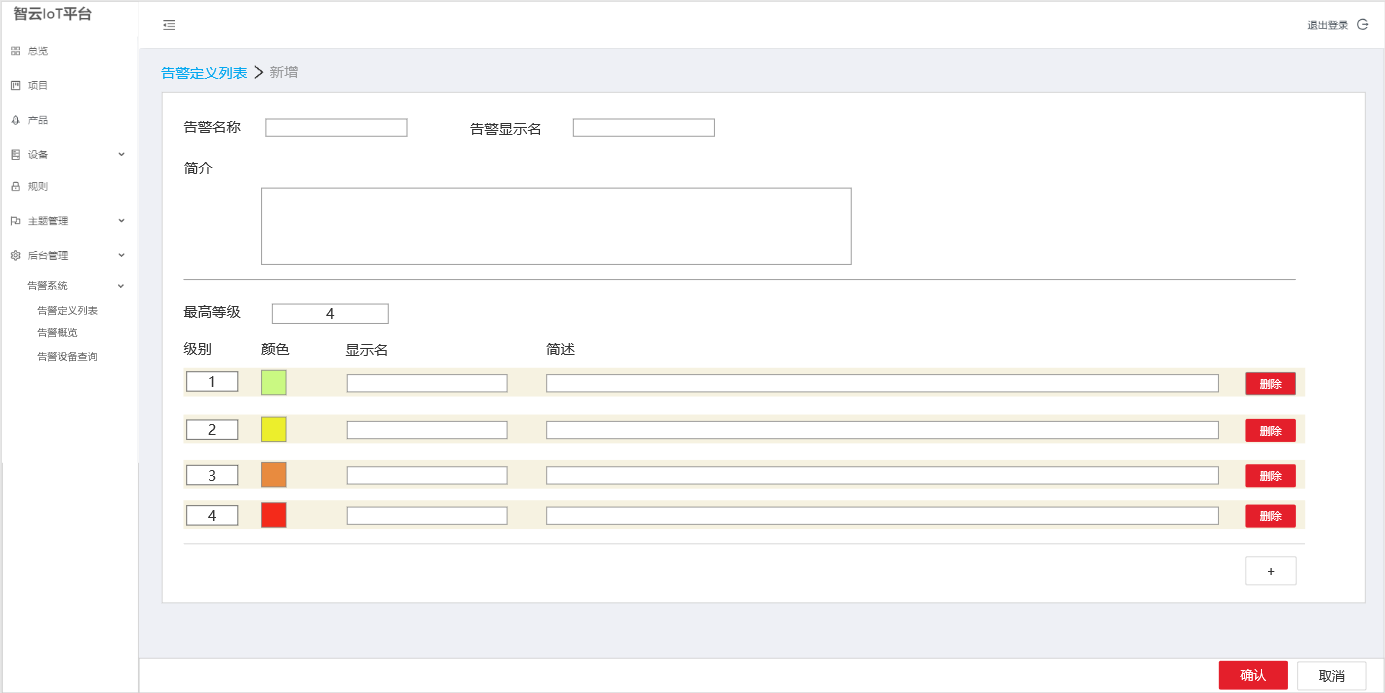 智云IoT平台
退出登录
总览
项目
产品
设备
规则
主题管理
后台管理
告警系统
告警定义列表
告警概览
告警设备查询
告警定义列表 > 新增
告警名称 告警显示名
简介
最高等级 4
级别 颜色 显示名 简述
1 删除
2 删除
3 删除
4 删除
+
确认 取消